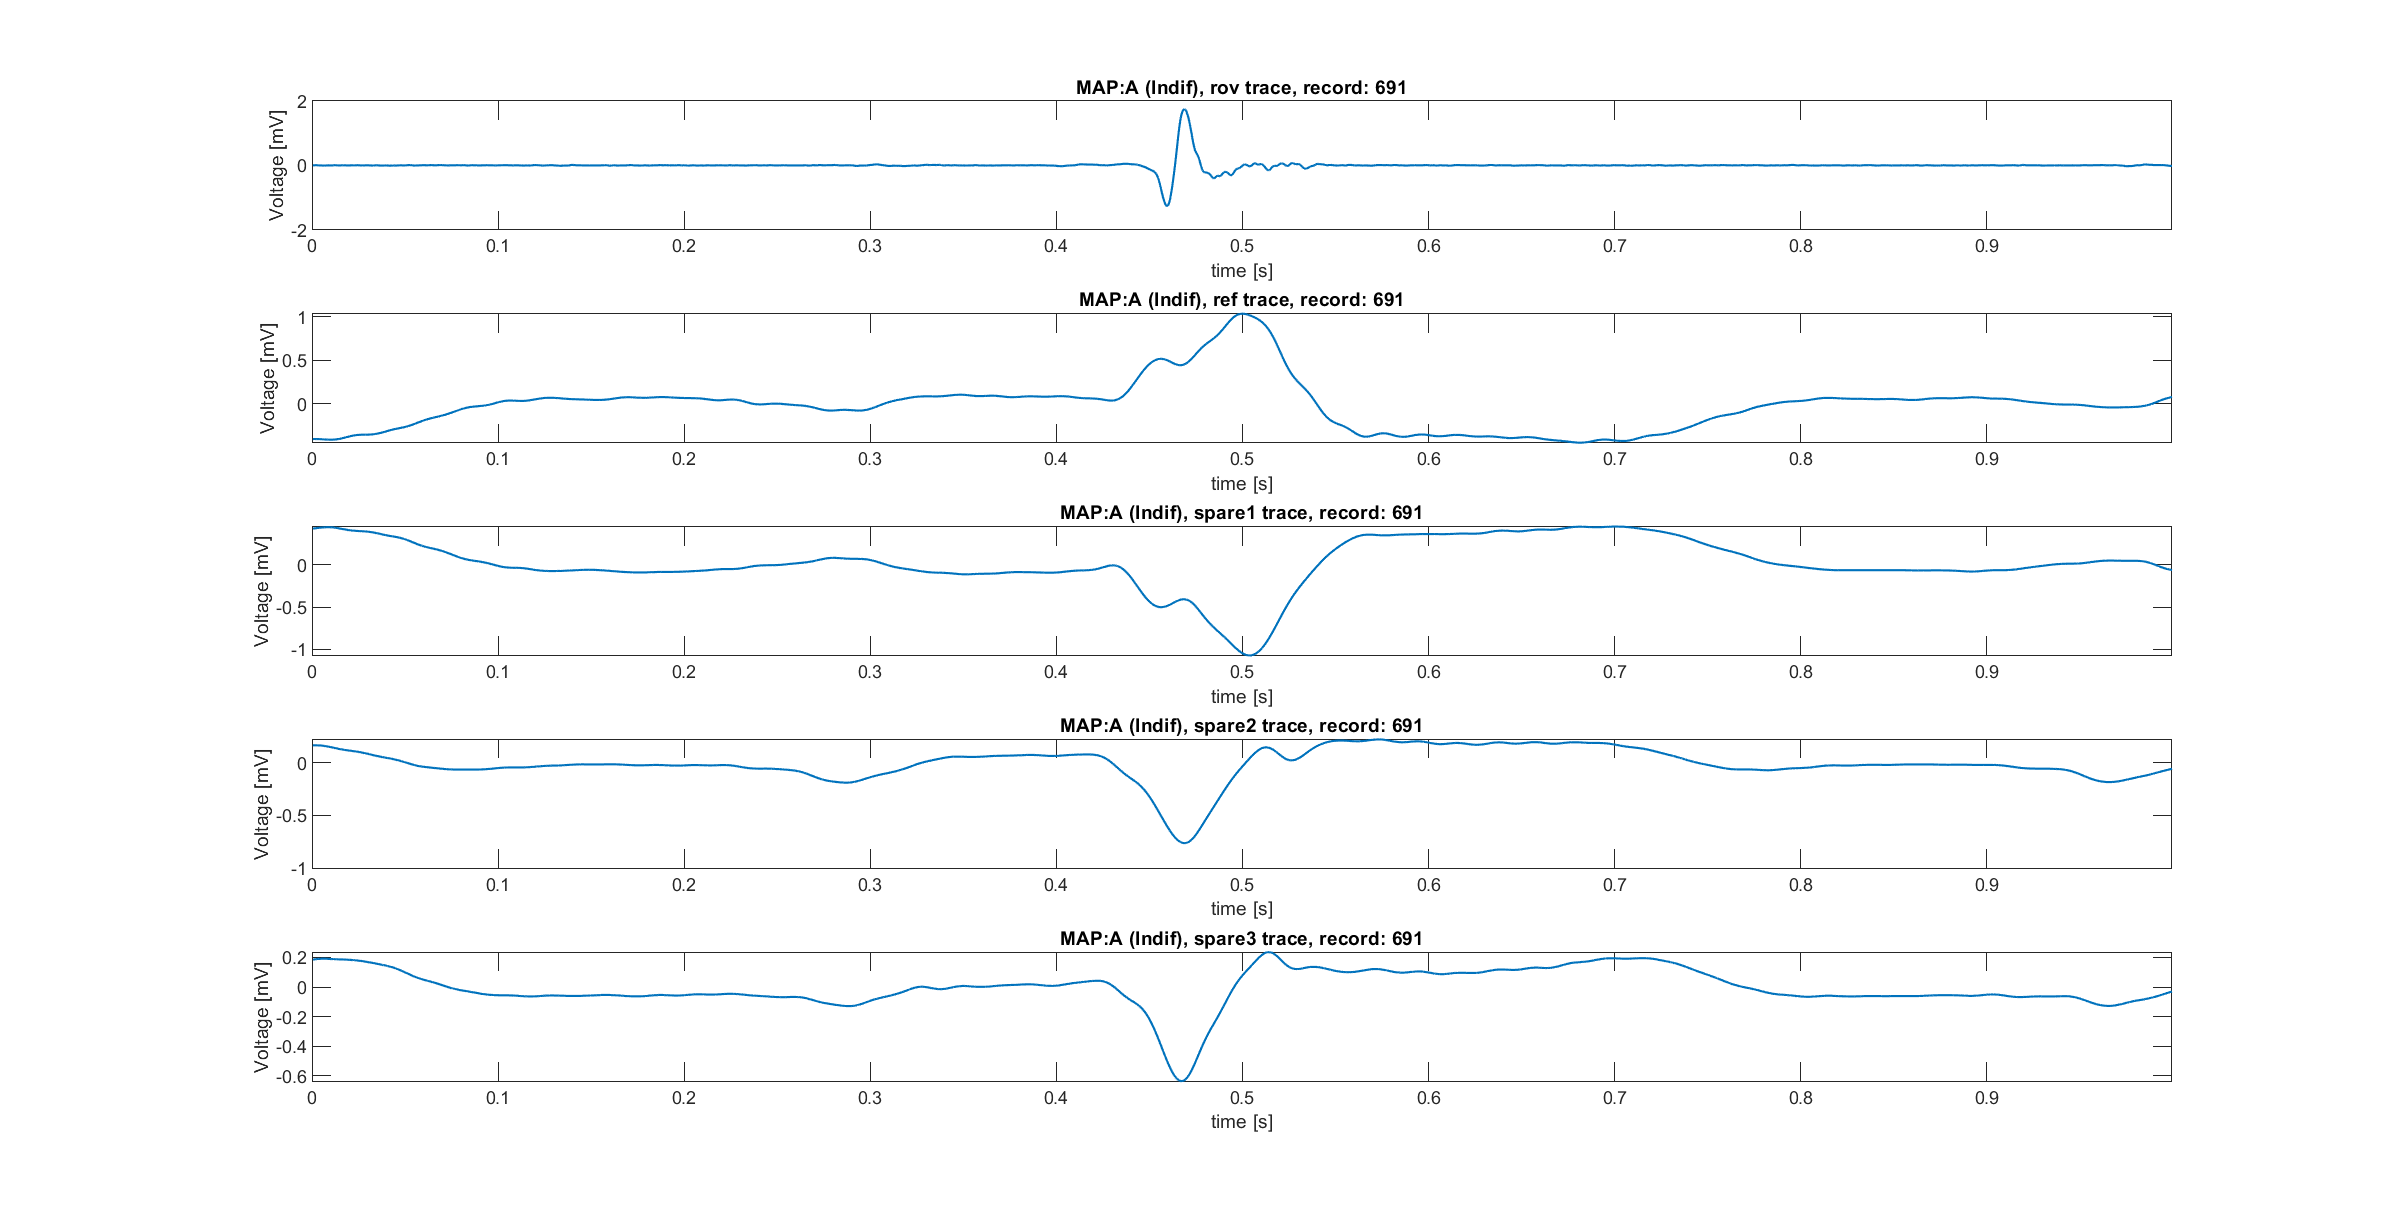 MAP:A (Indif), rov trace, record: 691
Voltage [mV]
2
0
-2
0 0.1 0.2 0.3 0.4 0.5 0.6 0.7 0.8 0.9
time [s]
MAP:A (Indif), ref trace, record: 691
Voltage [mV]
1
0.5
0
0 0.1 0.2 0.3 0.4 0.5 0.6 0.7 0.8 0.9
time [s]
MAP:A (Indif), spare1 trace, record: 691
Voltage [mV]
0
-0.5
-1
0 0.1 0.2 0.3 0.4 0.5 0.6 0.7 0.8 0.9
time [s]
MAP:A (Indif), spare2 trace, record: 691
Voltage [mV]
0
-0.5
-1
0 0.1 0.2 0.3 0.4 0.5 0.6 0.7 0.8 0.9
time [s]
MAP:A (Indif), spare3 trace, record: 691
Voltage [mV]
0.2
0
-0.2
-0.4
-0.6
0 0.1 0.2 0.3 0.4 0.5 0.6 0.7 0.8 0.9
time [s]